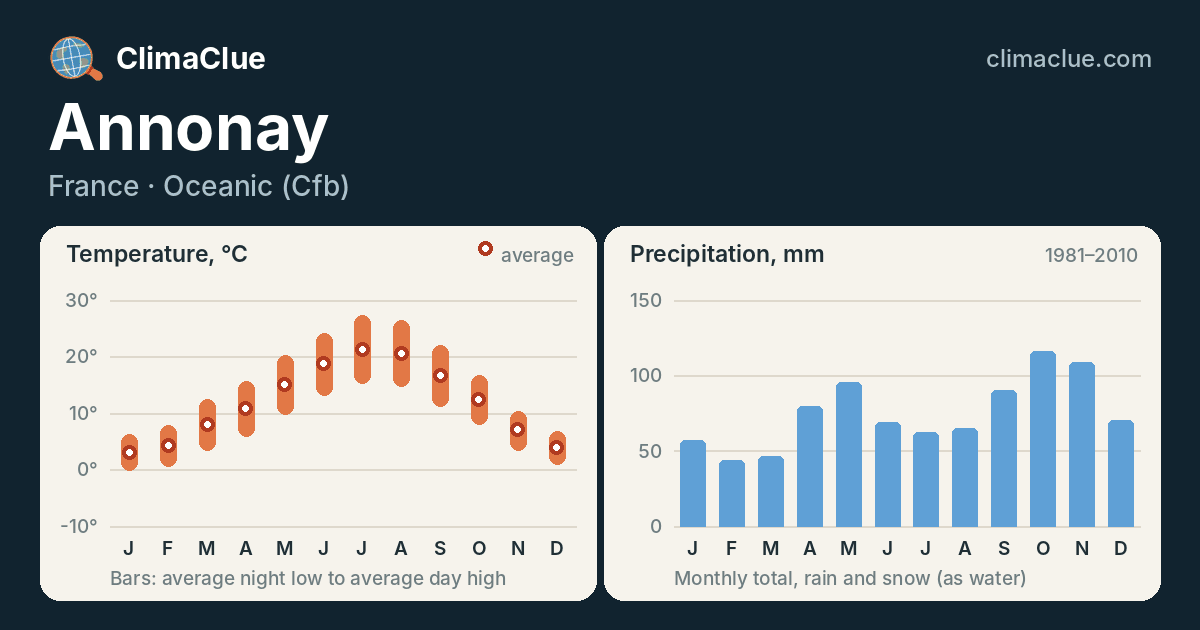 ClimaClue
climaclue.com
Annonay
France · Oceanic (Cfb)
Temperature, °C
average
30°
20°
10°
0°
-10°
J F M A M J J A S O N D
Bars: average night low to average day high
Precipitation, mm
1981–2010
150
100
50
0
J F M A M J J A S O N D
Monthly total, rain and snow (as water)